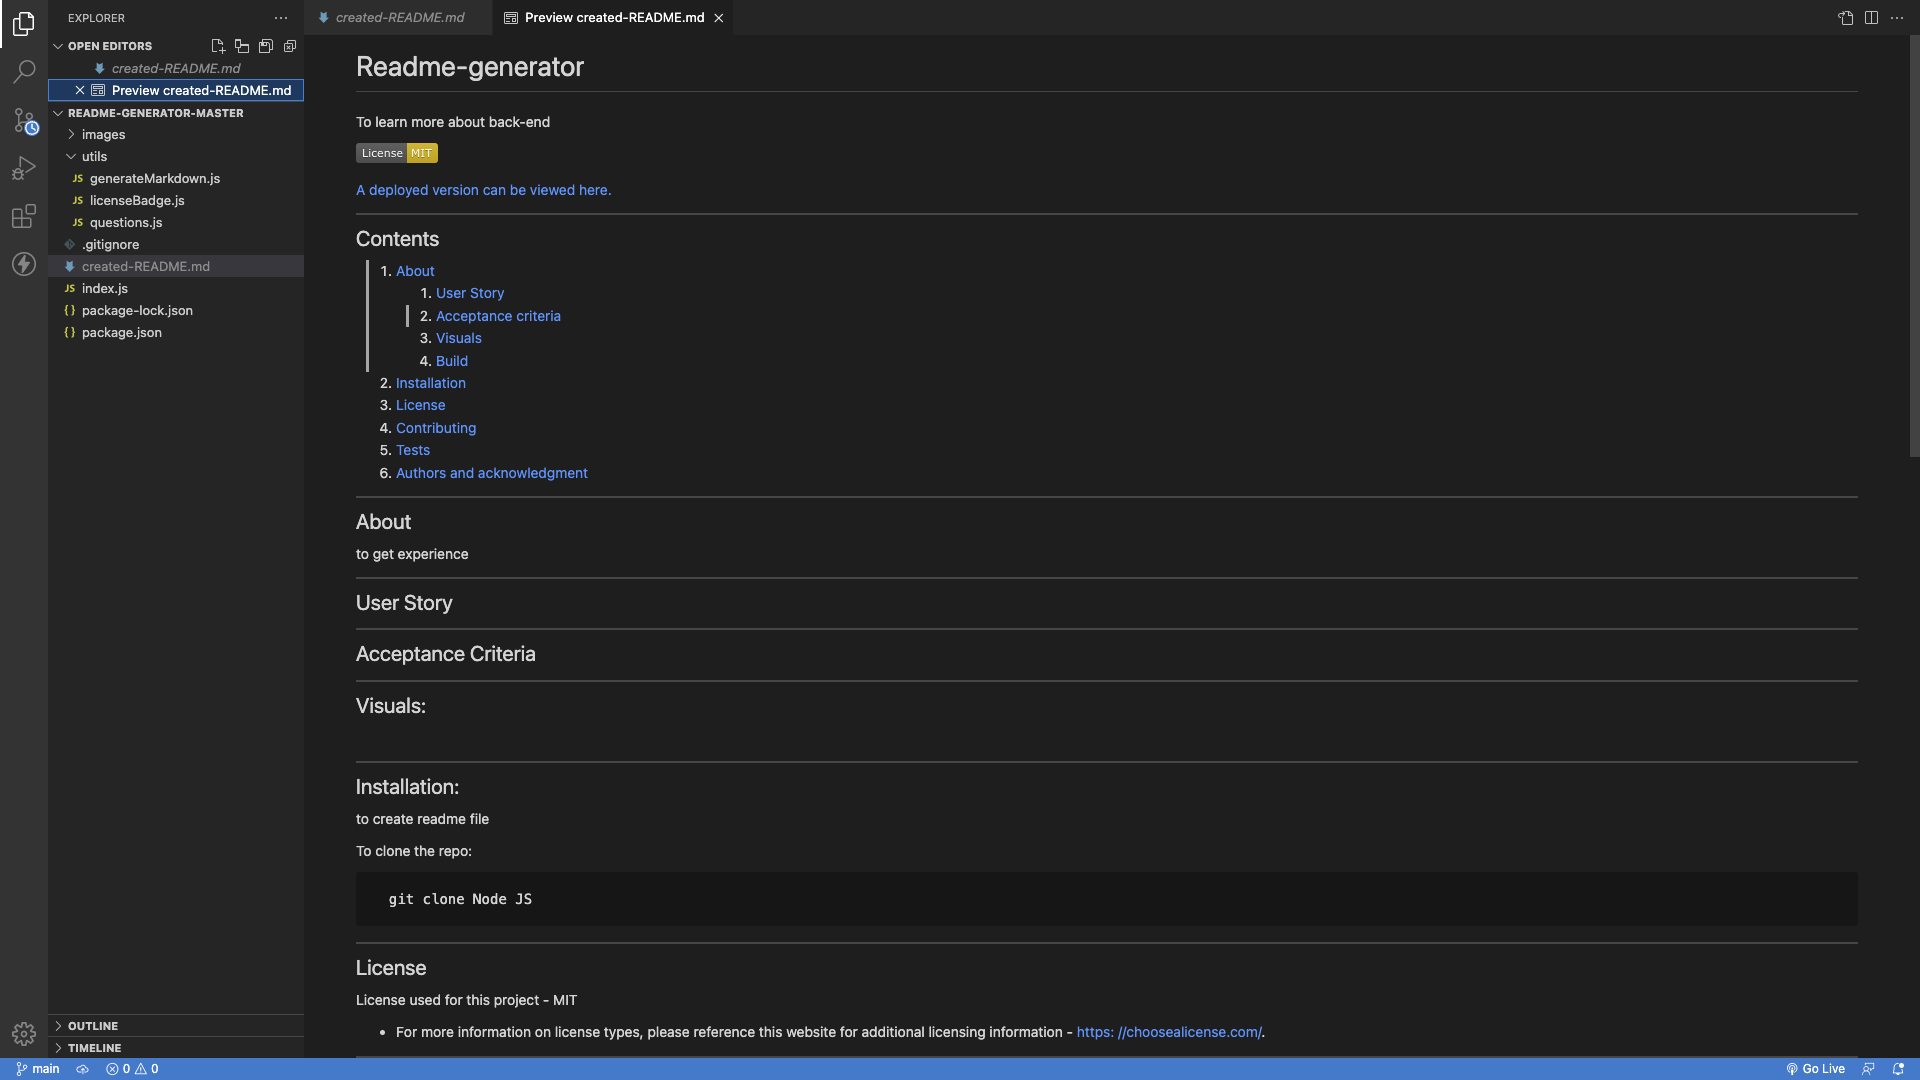 EXPLORER
OPEN EDITORS
created-README.md
Preview created-README.md
README-GENERATOR-MASTER
images
utils
JS generateMarkdown.js
JS licenseBadge.js
JS questions.js
.gitignore
created-README.md
JS index.js
{} package-lock.json
{} package.json
OUTLINE
TIMELINE
created-README.md
Preview created-README.md
Readme-generator
To learn more about back-end
License MIT
A deployed version can be viewed here.
Contents
1. About
1. User Story
2. Acceptance criteria
3. Visuals
4. Build
2. Installation
3. License
4. Contributing
5. Tests
6. Authors and acknowledgment
About
to get experience
User Story
Acceptance Criteria
Visuals:
Installation:
to create readme file
To clone the repo:
git clone Node JS
License
License used for this project - MIT
• For more information on license types, please reference this website for additional licensing information - https: //choosealicense.com/.
main 0 0 Go Live